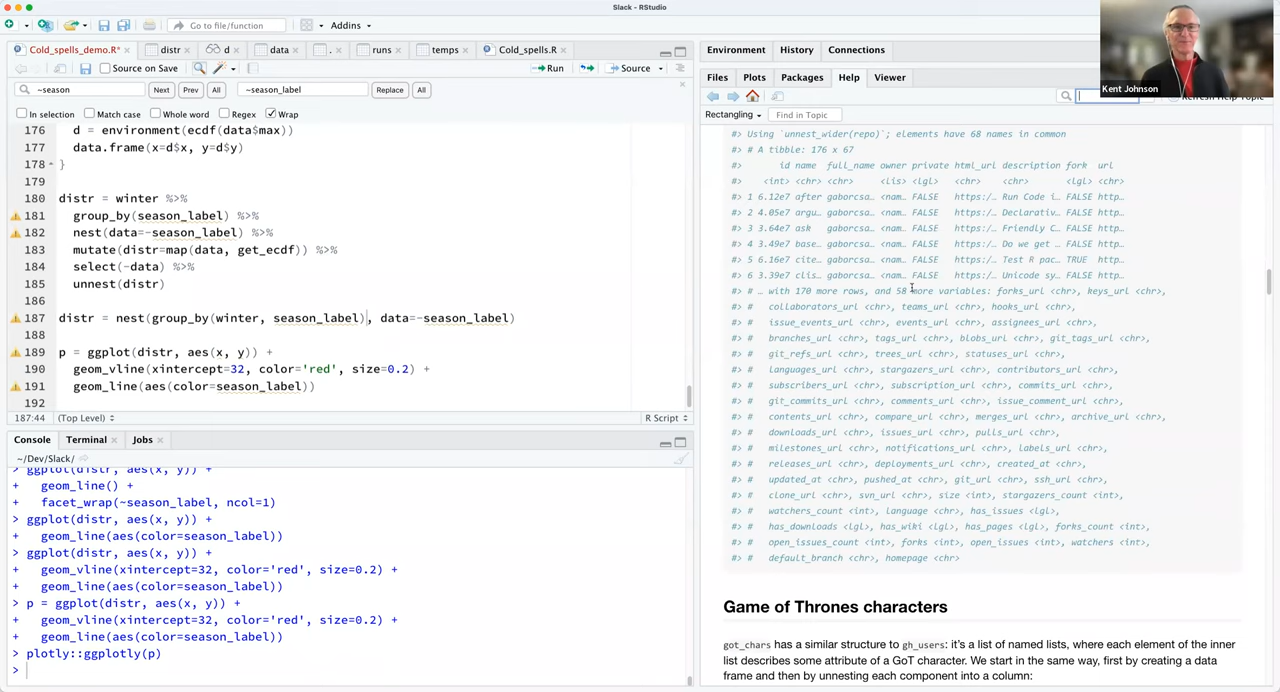 Slack - RStudio
Go to file/function
Addins
Cold_spells_demo.R*
distr
d
data
.
runs
temps
Cold_spells.R
Source on Save
Run
Source
~season
Next
Prev
All
~season_label
Replace
All
In selection
Match case
Whole word
Regex
Wrap
176 d = environment(ecdf(data$max))
177 data.frame(x=d$x, y=d$y)
178 }
179
180 distr = winter %>%
181 group_by(season_label) %>%
182 nest(data=-season_label) %>%
183 mutate(distr=map(data, get_ecdf)) %>%
184 select(-data) %>%
185 unnest(distr)
186
187 distr = nest(group_by(winter, season_label), data=-season_label)
188
189 p = ggplot(distr, aes(x, y)) +
190 geom_vline(xintercept=32, color='red', size=0.2) +
191 geom_line(aes(color=season_label))
192
187:44
(Top Level)
R Script
Console
Terminal
Jobs
~/Dev/Slack/
> ggplot(distr, aes(x, y)) +
+ geom_line() +
+ facet_wrap(~season_label, ncol=1)
> ggplot(distr, aes(x, y)) +
+ geom_line(aes(color=season_label))
> ggplot(distr, aes(x, y)) +
+ geom_vline(xintercept=32, color='red', size=0.2) +
+ geom_line(aes(color=season_label))
> p = ggplot(distr, aes(x, y)) +
+ geom_vline(xintercept=32, color='red', size=0.2) +
+ geom_line(aes(color=season_label))
> plotly::ggplotly(p)
>
Environment
History
Connections
Files
Plots
Packages
Help
Viewer
Kent Johnson
Refresh Help Topic
Rectangling
Find in Topic
#> Using `unnest_wider(repo)`; elements have 68 names in common
#> # A tibble: 176 x 67
#> id name full_name owner private html_url description fork url
#> <int> <chr> <chr> <lis> <lgl> <chr> <chr> <lgl> <chr>
#> 1 6.12e7 after gaborcsa… <nam… FALSE https:/… Run Code i… FALSE http…
#> 2 4.05e7 argu… gaborcsa… <nam… FALSE https:/… Declarativ… FALSE http…
#> 3 3.64e7 ask gaborcsa… <nam… FALSE https:/… Friendly C… FALSE http…
#> 4 3.49e7 base… gaborcsa… <nam… FALSE https:/… Do we get … FALSE http…
#> 5 6.16e7 cite… gaborcsa… <nam… FALSE https:/… Test R pac… TRUE http…
#> 6 3.39e7 clis… gaborcsa… <nam… FALSE https:/… Unicode sy… FALSE http…
#> # … with 170 more rows, and 58 more variables: forks_url <chr>, keys_url <chr>,
#> # collaborators_url <chr>, teams_url <chr>, hooks_url <chr>,
#> # issue_events_url <chr>, events_url <chr>, assignees_url <chr>,
#> # branches_url <chr>, tags_url <chr>, blobs_url <chr>, git_tags_url <chr>,
#> # git_refs_url <chr>, trees_url <chr>, statuses_url <chr>,
#> # languages_url <chr>, stargazers_url <chr>, contributors_url <chr>,
#> # subscribers_url <chr>, subscription_url <chr>, commits_url <chr>,
#> # git_commits_url <chr>, comments_url <chr>, issue_comment_url <chr>,
#> # contents_url <chr>, compare_url <chr>, merges_url <chr>, archive_url <chr>,
#> # downloads_url <chr>, issues_url <chr>, pulls_url <chr>,
#> # milestones_url <chr>, notifications_url <chr>, labels_url <chr>,
#> # releases_url <chr>, deployments_url <chr>, created_at <chr>,
#> # updated_at <chr>, pushed_at <chr>, git_url <chr>, ssh_url <chr>,
#> # clone_url <chr>, svn_url <chr>, size <int>, stargazers_count <int>,
#> # watchers_count <int>, language <chr>, has_issues <lgl>,
#> # has_downloads <lgl>, has_wiki <lgl>, has_pages <lgl>, forks_count <int>,
#> # open_issues_count <int>, forks <int>, open_issues <int>, watchers <int>,
#> # default_branch <chr>, homepage <chr>
Game of Thrones characters
got_chars has a similar structure to gh_users: it's a list of named lists, where each element of the inner
list describes some attribute of a GoT character. We start in the same way, first by creating a data
frame and then by unnesting each component into a column: